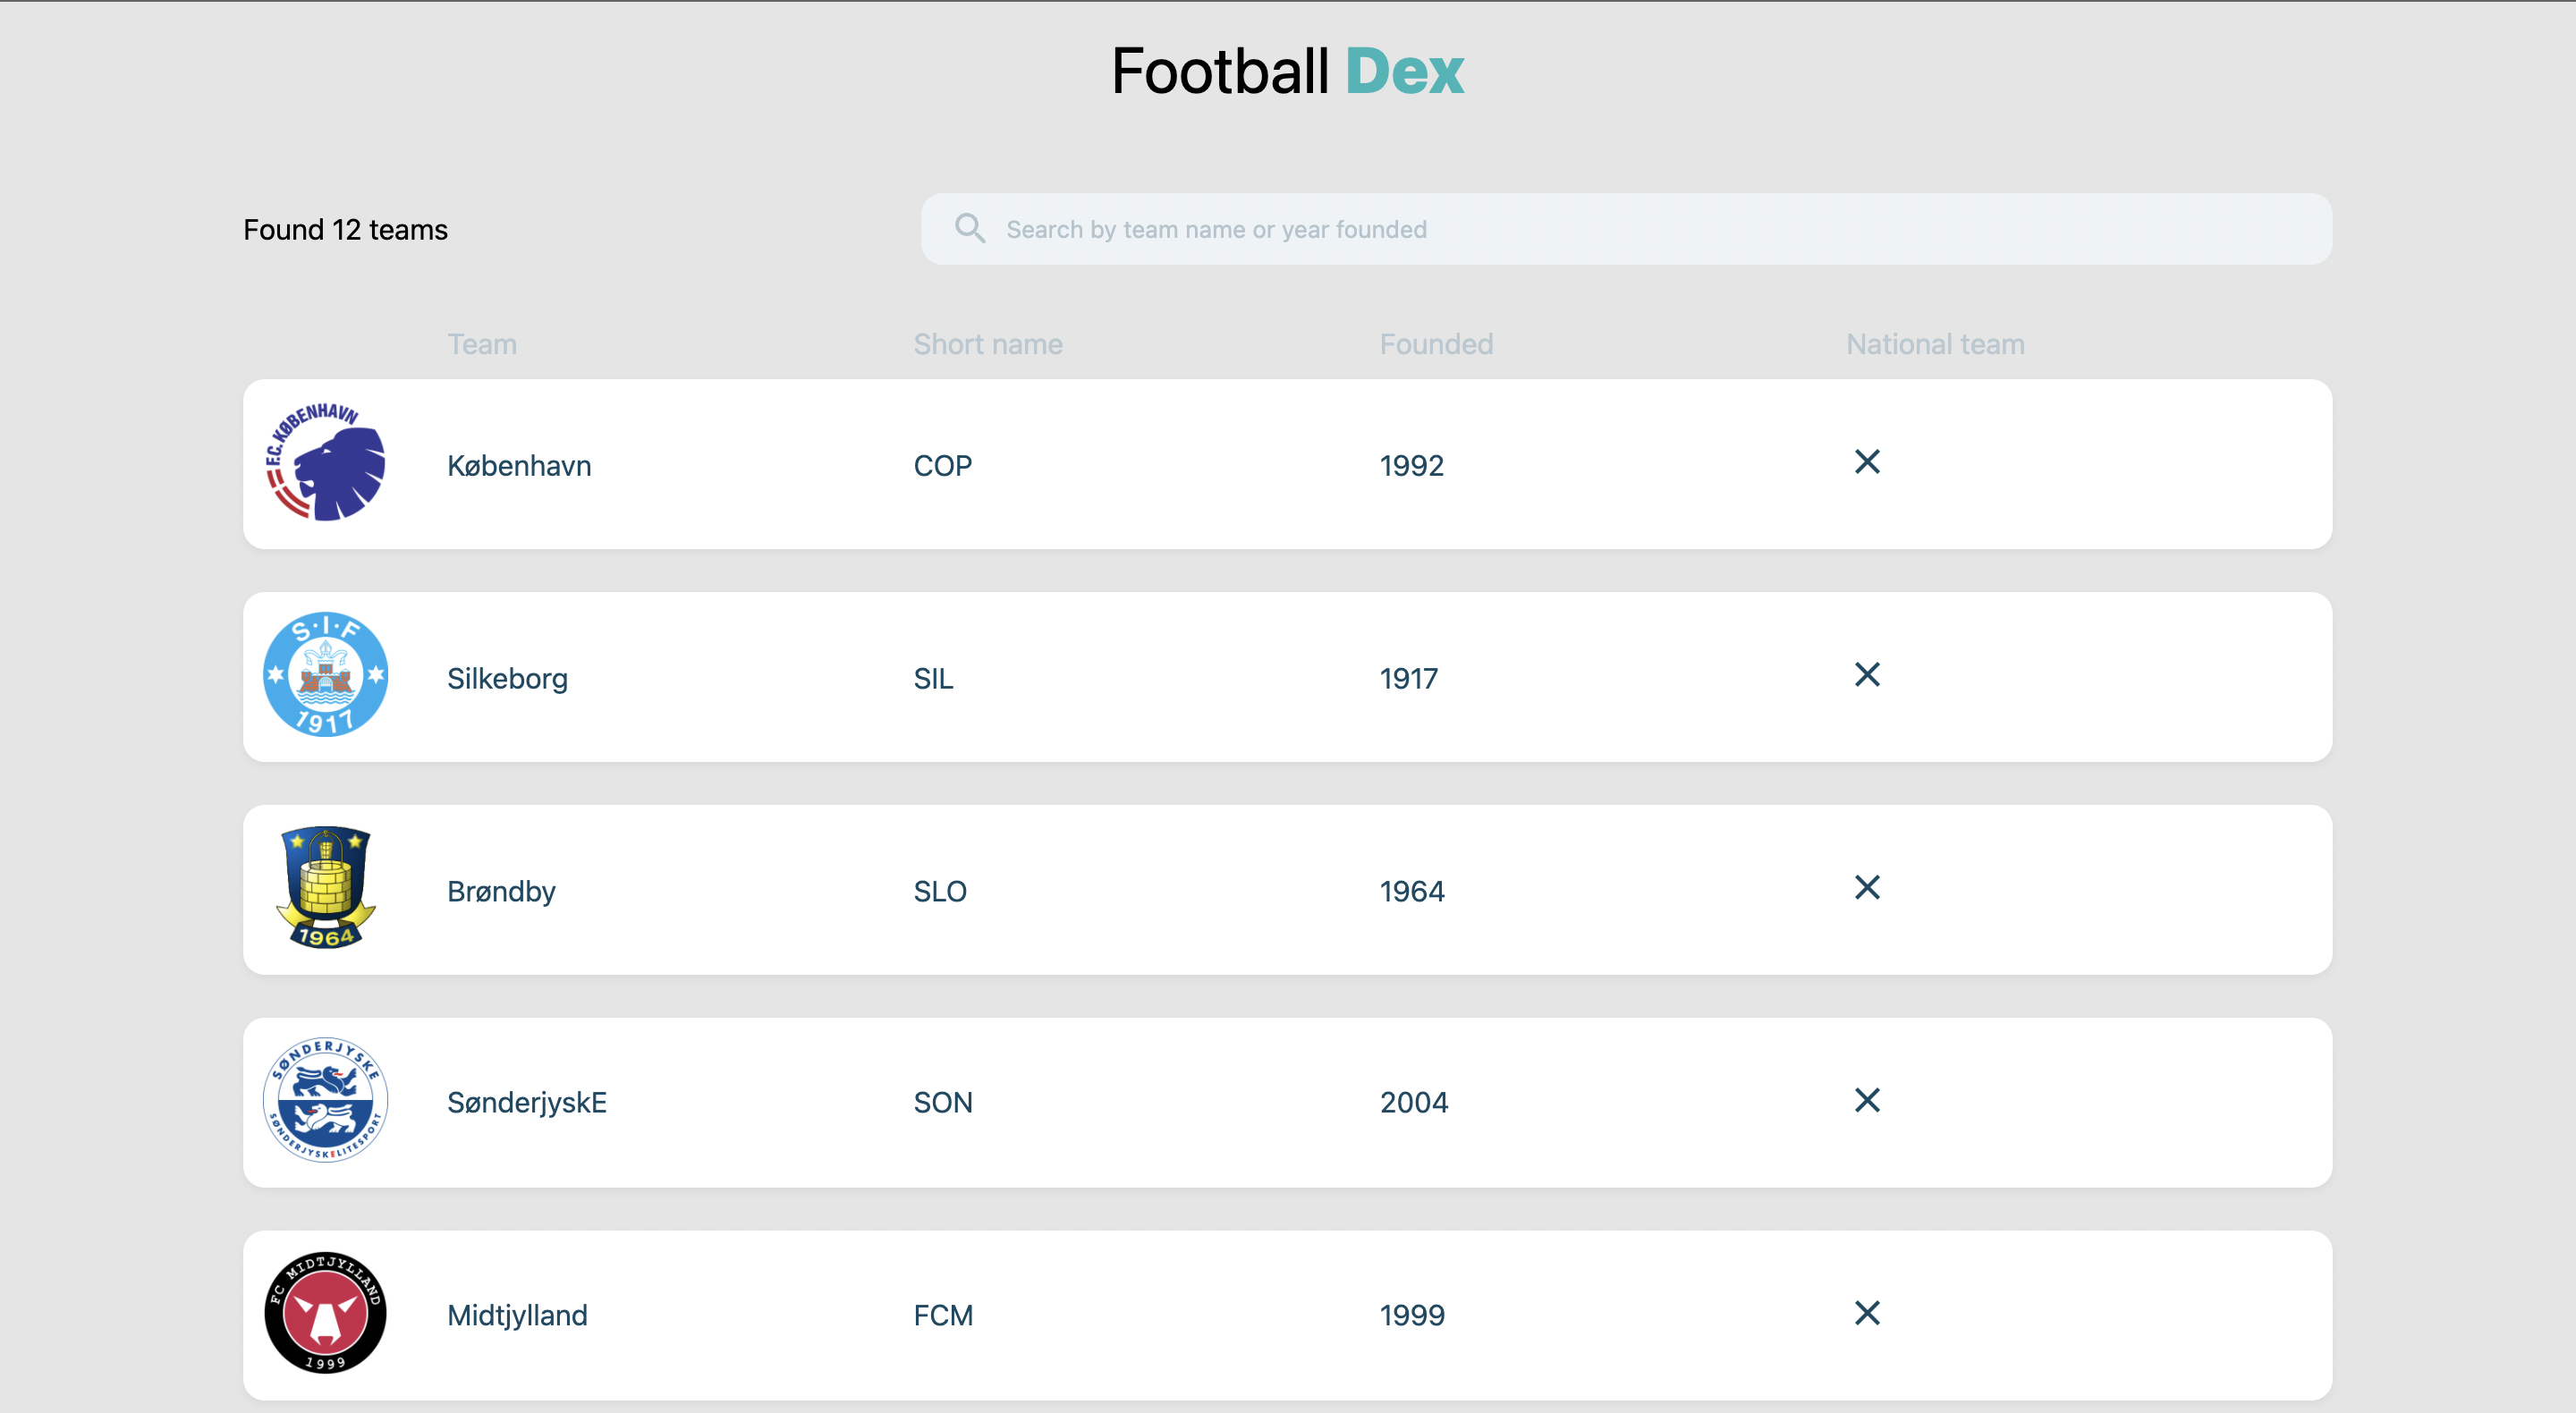 Football Dex
Found 12 teams
Search by team name or year founded
Team Short name Founded National team
F.C. KØBENHAVN
København COP 1992
S·I·F
1917
Silkeborg SIL 1917
1964
Brøndby SLO 1964
SØNDERJYSKE
SØNDERJYSKELITESPORT
SønderjyskE SON 2004
FC MIDTJYLLAND
1999
Midtjylland FCM 1999